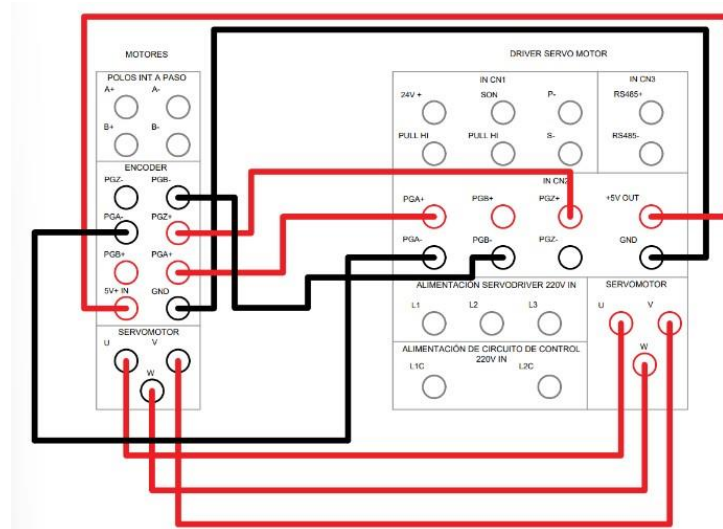 MOTORES
POLOS INT A PASO
A+ A-
B+ B-
ENCODER
PGZ- PGB-
PGA- PGZ+
PGB+ PGA+
5V+ IN GND
SERVOMOTOR
U V
W
DRIVER SERVO MOTOR
IN CN1
24V + SON P-
PULL HI PULL HI S-
IN CN3
RS485+
RS485-
IN CN2
PGA+ PGB+ PGZ+ +5V OUT
PGA- PGB- PGZ- GND
ALIMENTACIÓN SERVODRIVER 220V IN
L1 L2 L3
ALIMENTACIÓN DE CIRCUITO DE CONTROL
220V IN
L1C L2C
SERVOMOTOR
U V
W